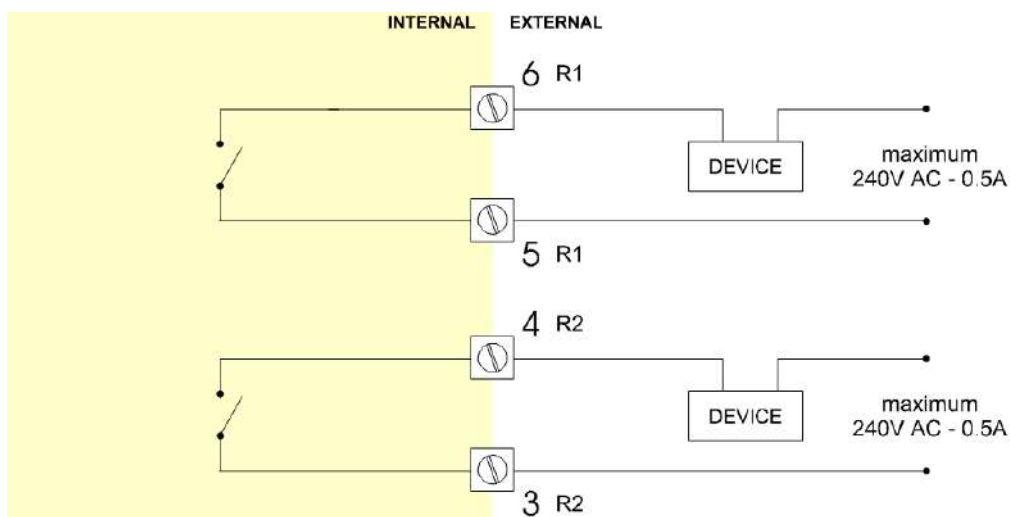 INTERNAL EXTERNAL
6 R1
DEVICE
maximum
240V AC - 0.5A
5 R1
4 R2
DEVICE
maximum
240V AC - 0.5A
3 R2